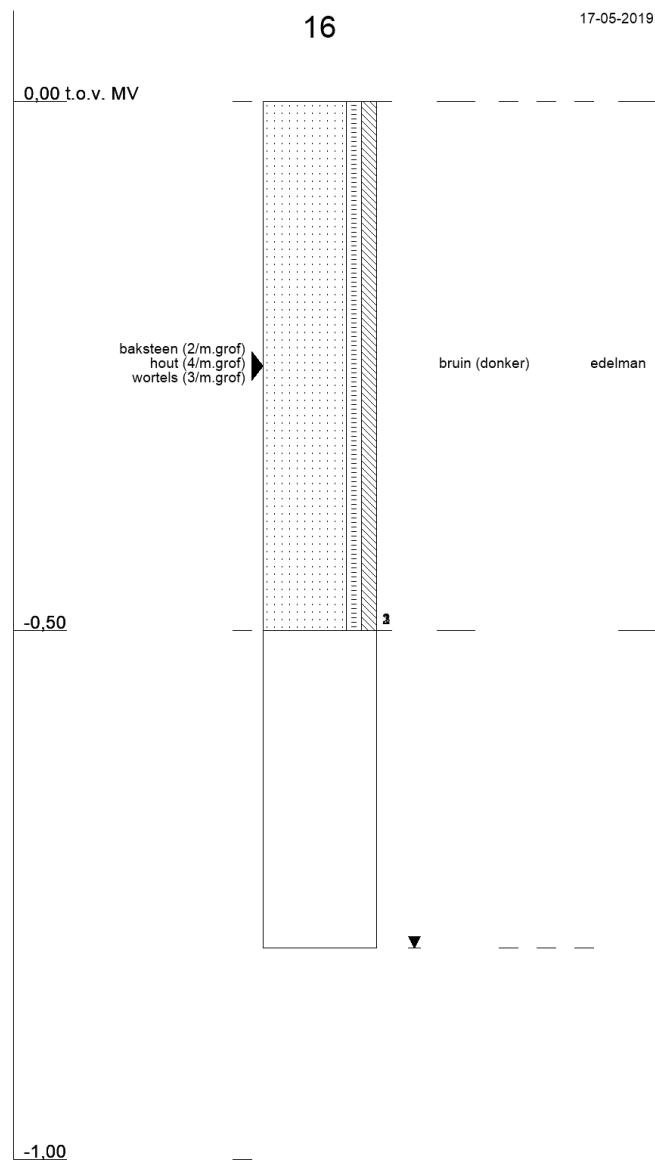 16
17-05-2019
0,00 t.o.v. MV
baksteen (2/m.grof)
hout (4/m.grof)
wortels (3/m.grof)
bruin (donker)
edelman
-0,50
-1,00